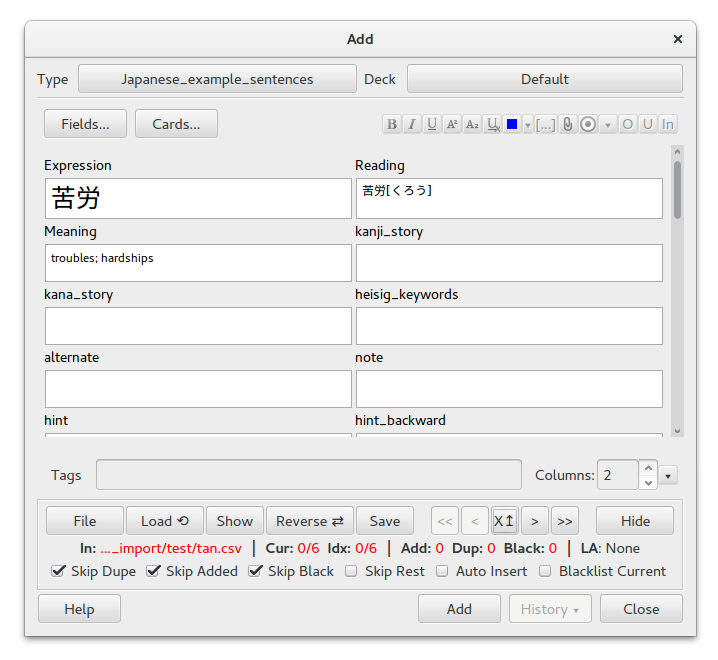 Add ×
Type Japanese_example_sentences Deck Default
Fields... Cards... B I U A² A₂ U [...] O U In
Expression Reading
苦労 苦労[くろう]
Meaning kanji_story
troubles; hardships
kana_story heisig_keywords
alternate note
hint hint_backward
Tags Columns: 2
File Load ⟲ Show Reverse ⇄ Save << < X↥ > >> Hide
In: ..._import/test/tan.csv | Cur: 0/6 Idx: 0/6 | Add: 0 Dup: 0 Black: 0 | LA: None
Skip Dupe Skip Added Skip Black Skip Rest Auto Insert Blacklist Current
Help Add History ▾ Close